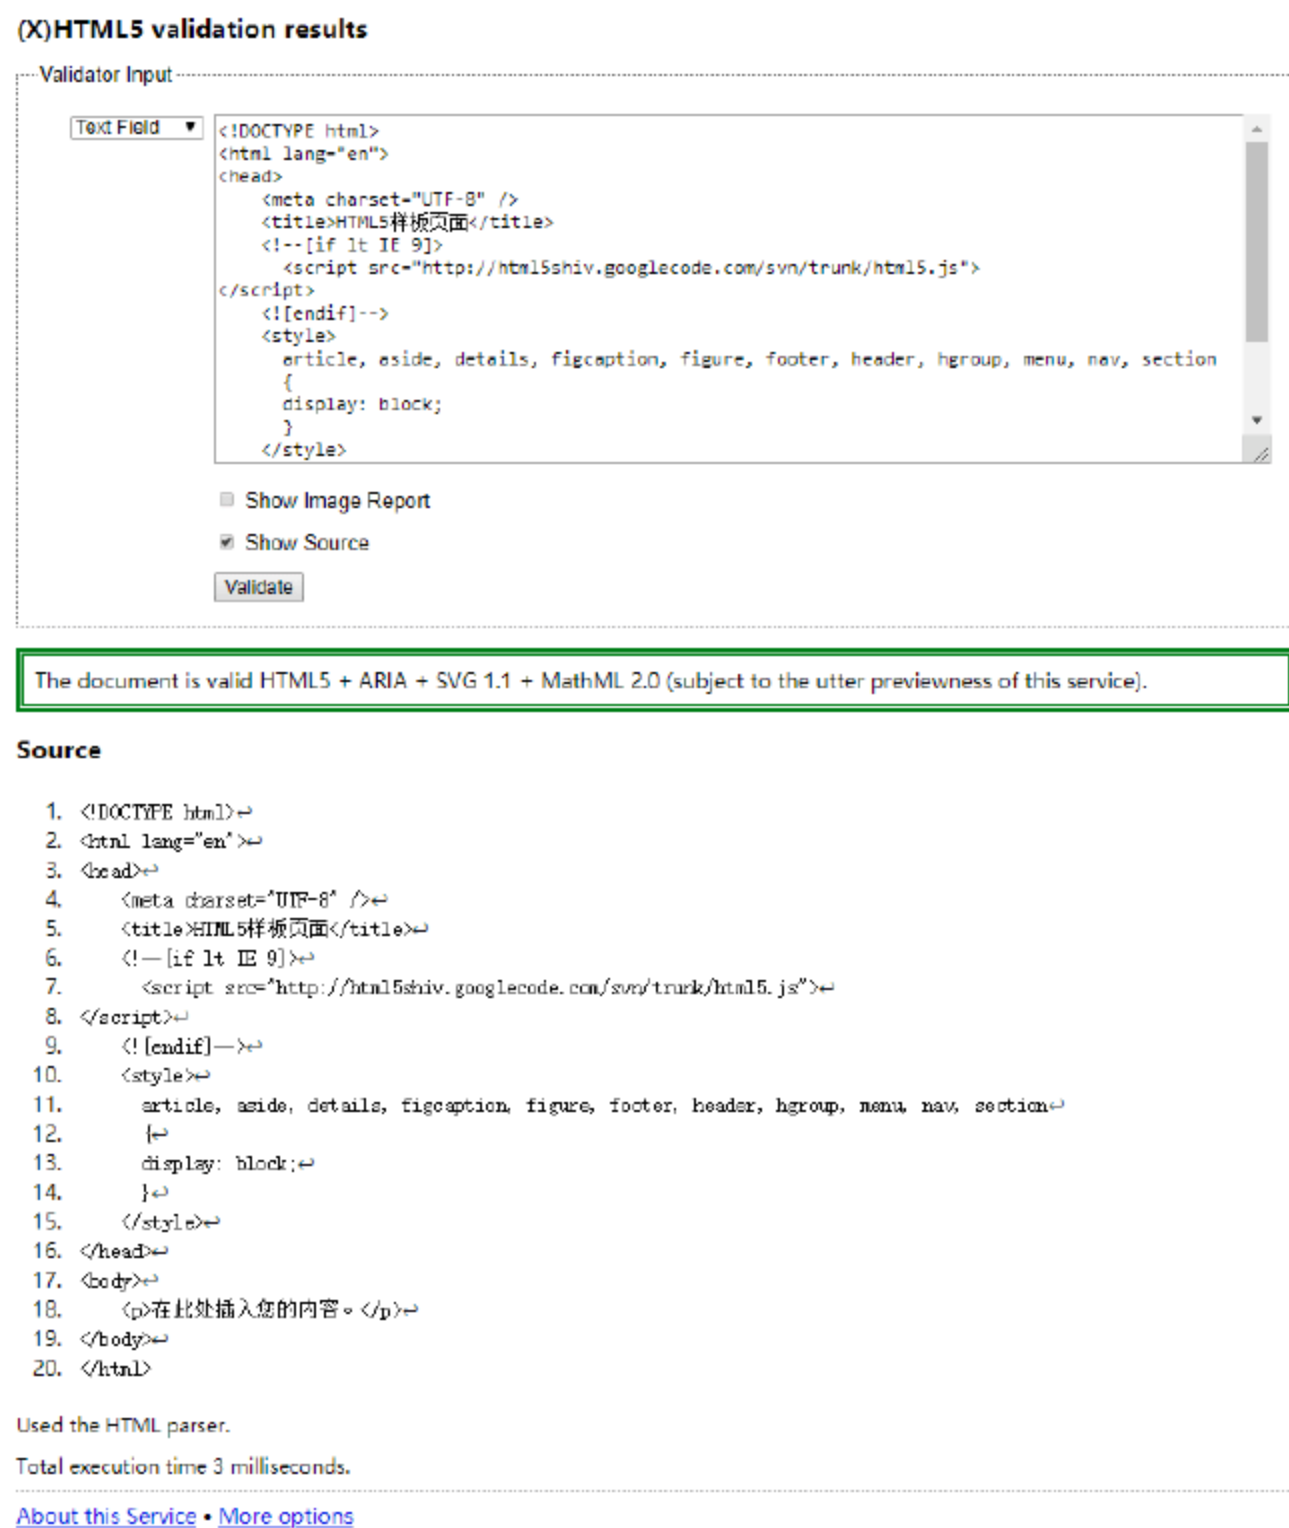 (X)HTML5 validation results
Validator Input
Text Field
<!DOCTYPE html>
<html lang="en">
<head>
    <meta charset="UTF-8" />
    <title>HTML5样板页面</title>
    <!--[if lt IE 9]>
      <script src="http://html5shiv.googlecode.com/svn/trunk/html5.js">
</script>
    <![endif]-->
    <style>
      article, aside, details, figcaption, figure, footer, header, hgroup, menu, nav, section
      {
      display: block;
      }
    </style>
Show Image Report
Show Source
Validate
The document is valid HTML5 + ARIA + SVG 1.1 + MathML 2.0 (subject to the utter previewness of this service).
Source
1. <!DOCTYPE html>↩
2. <html lang="en">↩
3. <head>↩
4.     <meta charset="UTF-8" />↩
5.     <title>HTML5样板页面</title>↩
6.     <!--[if lt IE 9]>↩
7.       <script src="http://html5shiv.googlecode.com/svn/trunk/html5.js">↩
8. </script>↩
9.     <![endif]-->↩
10.     <style>↩
11.       article, aside, details, figcaption, figure, footer, header, hgroup, menu, nav, section↩
12.       {↩
13.       display: block;↩
14.       }↩
15.     </style>↩
16. </head>↩
17. <body>↩
18.     <p>在此处插入您的内容。</p>↩
19. </body>↩
20. </html>
Used the HTML parser.
Total execution time 3 milliseconds.
About this Service • More options